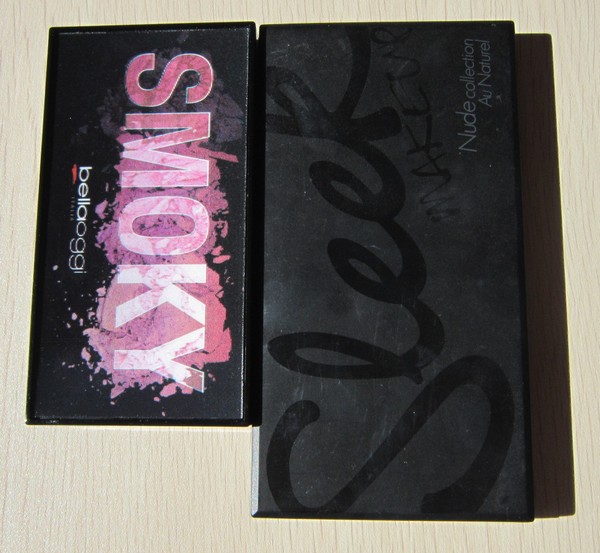 SMOKY
bellaoggi
Sleek
MAKEUP
Nude collection
Au Naturel